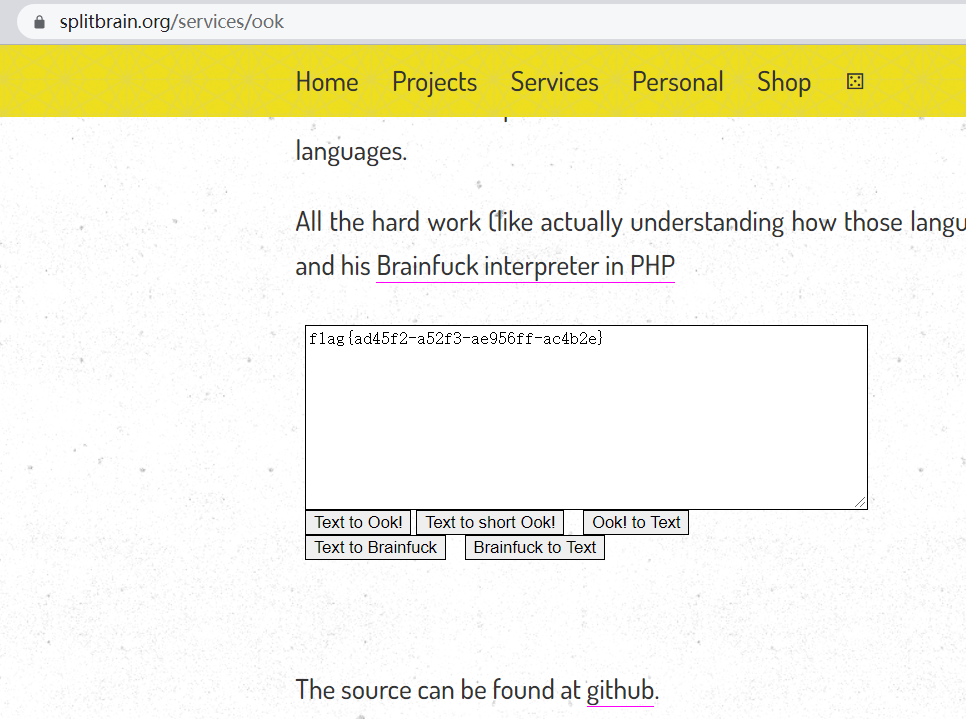 splitbrain.org/services/ook
Home Projects Services Personal Shop
languages.
All the hard work (like actually understanding how those langu
and his Brainfuck interpreter in PHP
flag{ad45f2-a52f3-ae956ff-ac4b2e}
Text to Ook! Text to short Ook! Ook! to Text
Text to Brainfuck Brainfuck to Text
The source can be found at github.